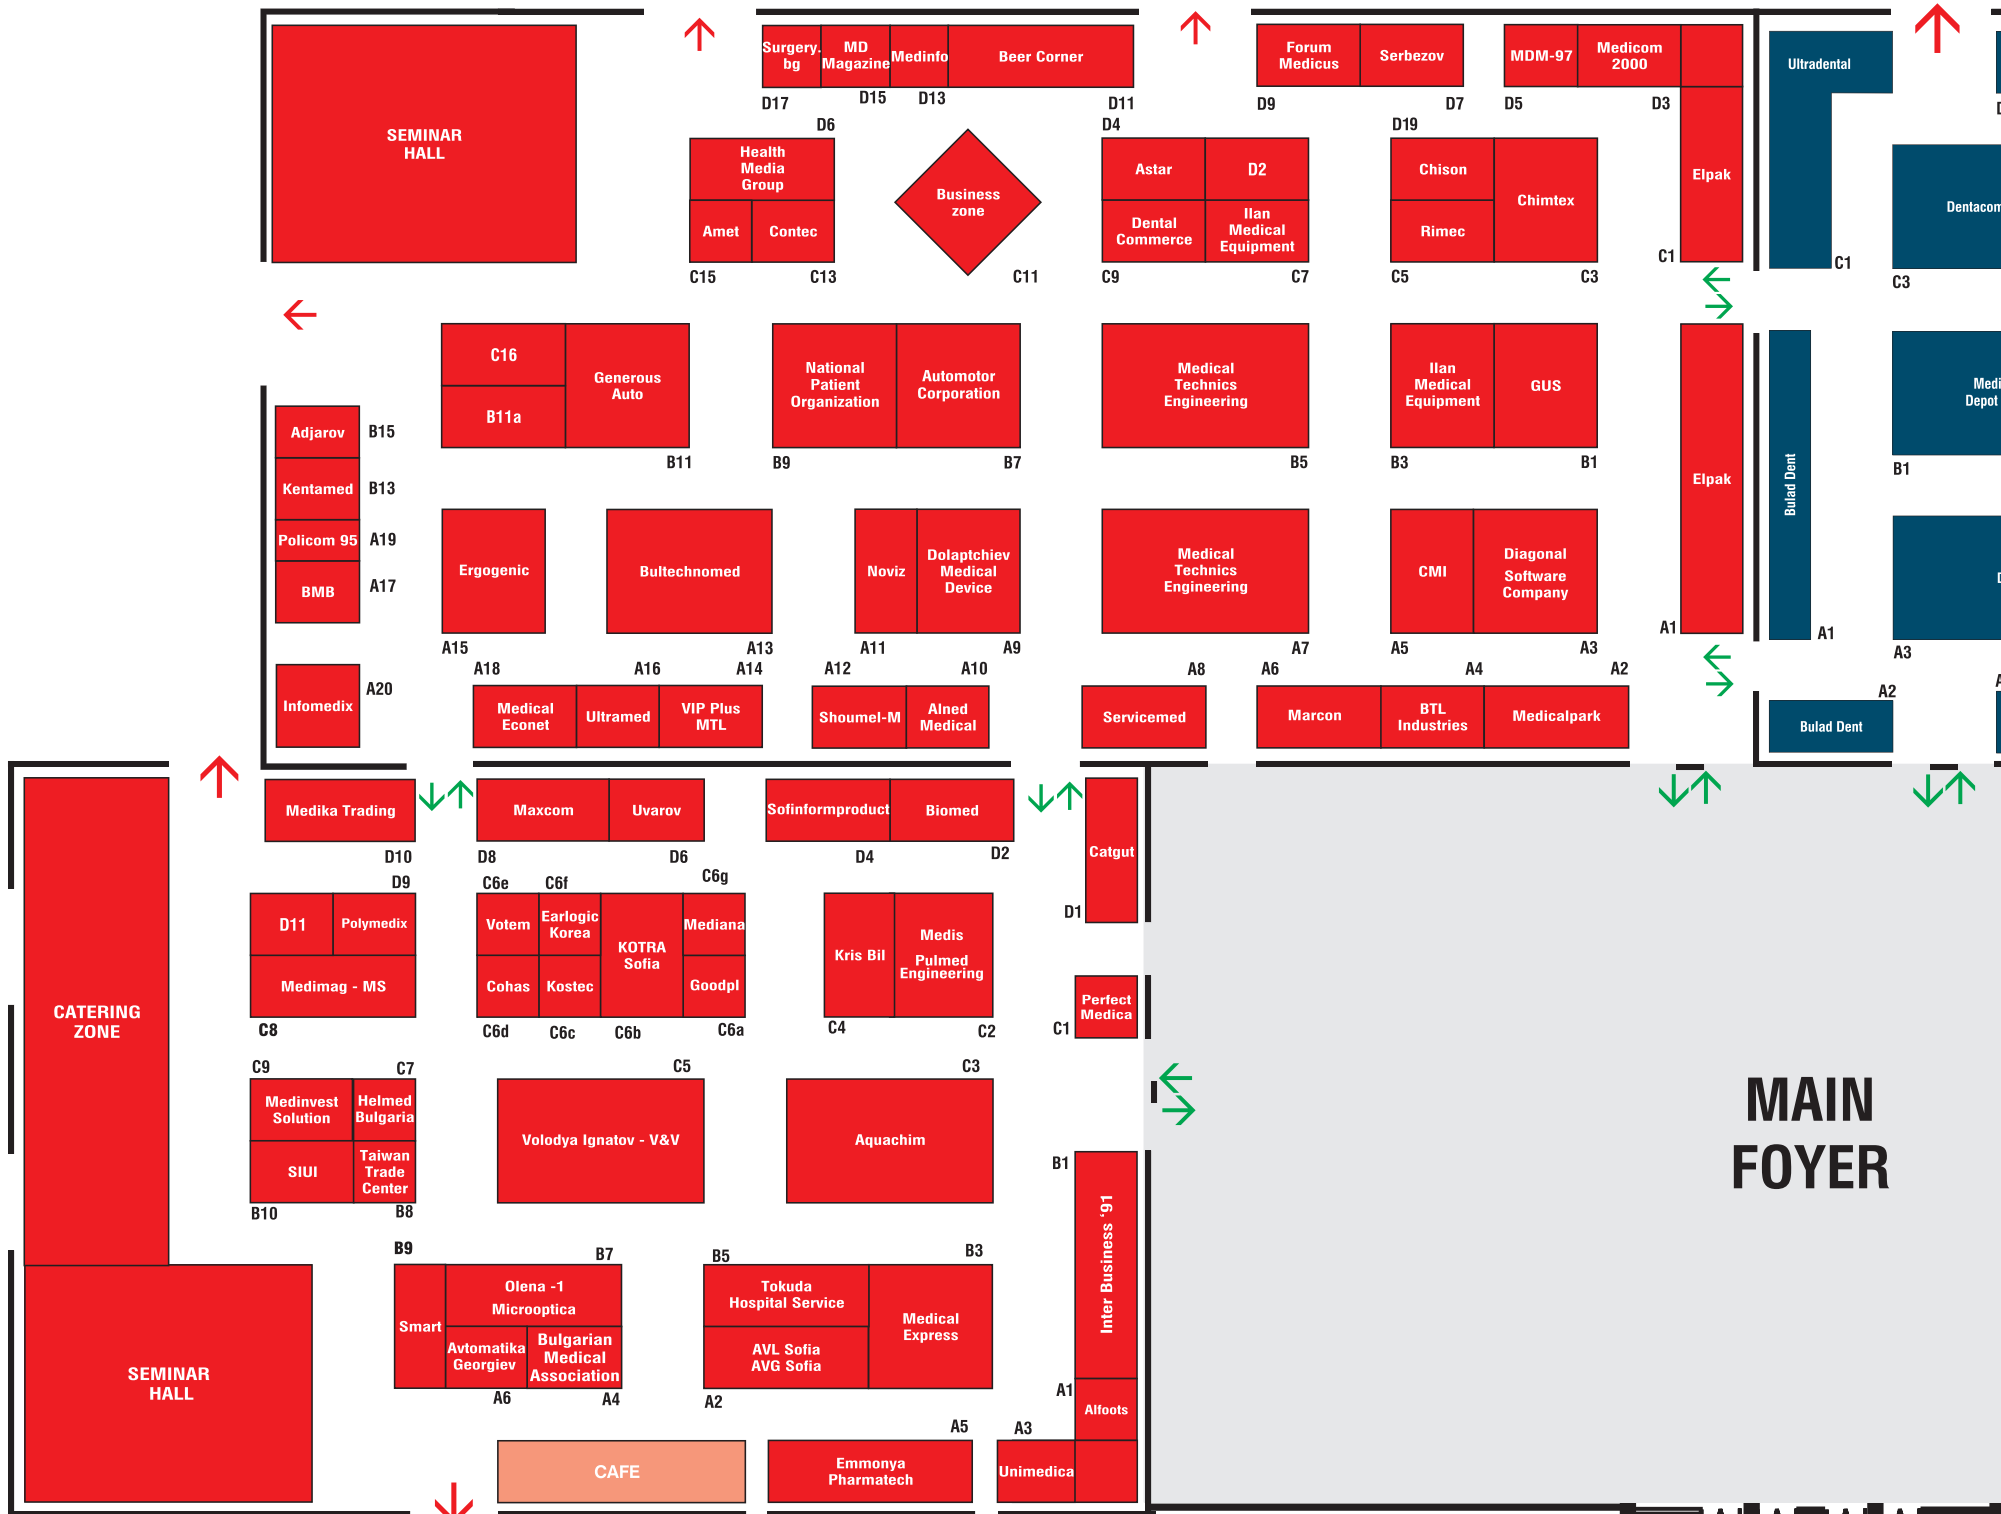 Surgery.
bg
MD
Magazine
Medinfo
Beer Corner
D17
D15
D13
D11
Forum
Medicus
Serbezov
D9
D7
MDM-97
Medicom
2000
D5
D3
Elpak
C1
Ultradental
C1
SEMINAR
HALL
D6
Health
Media
Group
Amet
Contec
C15
C13
Business
zone
C11
D4
Astar
D2
Dental
Commerce
Ilan
Medical
Equipment
C9
C7
D19
Chison
Chimtex
Rimec
C5
C3
Dentacom
C3
C16
B11a
Generous
Auto
B11
National
Patient
Organization
Automotor
Corporation
B9
B7
Medical
Technics
Engineering
B5
Ilan
Medical
Equipment
GUS
B3
B1
Elpak
A1
Bulad Dent
A1
Depot
B1
Adjarov
B15
Kentamed
B13
Policom 95
A19
BMB
A17
Infomedix
A20
Ergogenic
A15
Bultechnomed
A13
Noviz
Dolaptchiev
Medical
Device
A11
A9
Medical
Technics
Engineering
A7
CMI
Diagonal
Software
Company
A5
A3
A3
A18
A16
A14
Medical
Econet
Ultramed
VIP Plus
MTL
A12
A10
Shoumel-M
Alned
Medical
A8
Servicemed
A6
A4
A2
Marcon
BTL
Industries
Medicalpark
A2
Bulad Dent
Medika Trading
D10
Maxcom
Uvarov
D8
D6
Sofinformproduct
Biomed
D4
D2
Catgut
D1
D9
D11
Polymedix
Medimag - MS
C8
C6e
C6f
C6g
Votem
Earlogic
Korea
KOTRA
Sofia
Mediana
Cohas
Kostec
Goodpl
C6d
C6c
C6b
C6a
Kris Bil
Medis
Pulmed
Engineering
C4
C2
Perfect
Medica
C1
CATERING
ZONE
C9
C7
Medinvest
Solution
Helmed
Bulgaria
SIUI
Taiwan
Trade
Center
B10
B8
C5
Volodya Ignatov - V&V
C3
Aquachim
MAIN
FOYER
B1
Inter Business ‘91
A1
Alfoots
B9
B7
Smart
Olena -1
Microoptica
Avtomatika
Georgiev
Bulgarian
Medical
Association
A6
A4
B5
B3
Tokuda
Hospital Service
AVL Sofia
AVG Sofia
Medical
Express
A2
SEMINAR
HALL
CAFE
A5
Emmonya
Pharmatech
A3
Unimedica